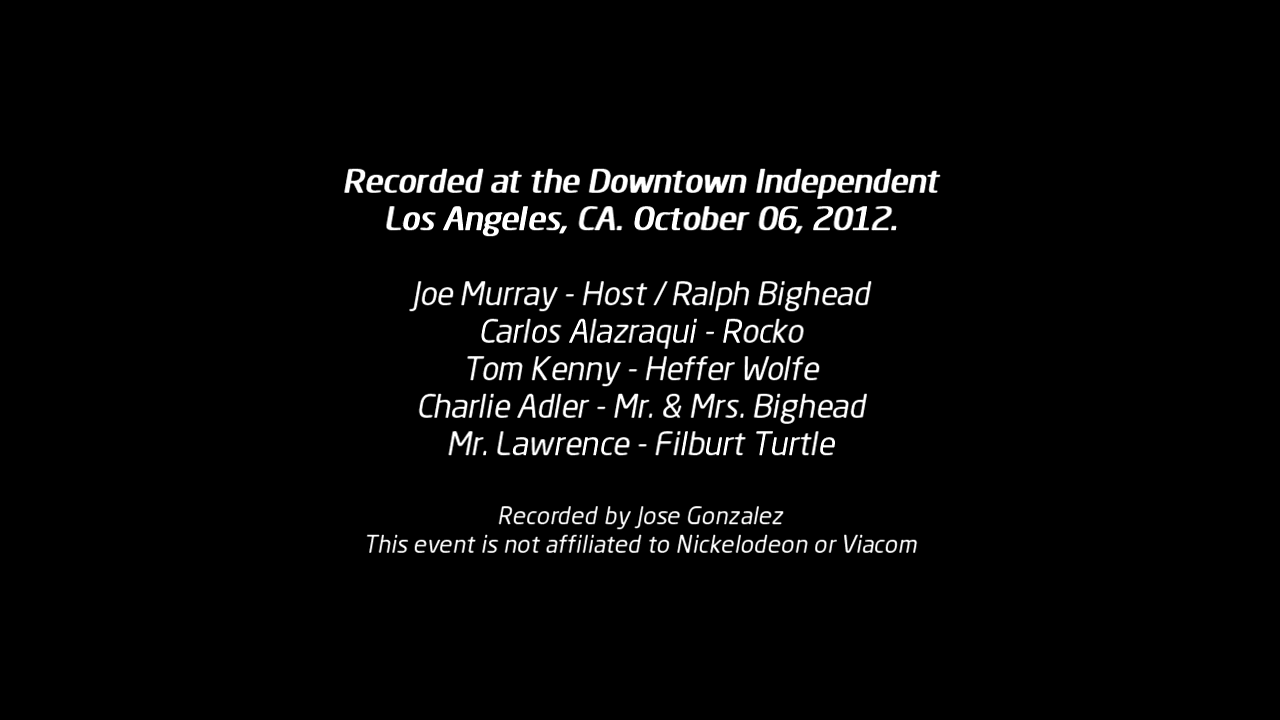 Recorded at the Downtown Independent
Los Angeles, CA. October 06, 2012.
Joe Murray - Host / Ralph Bighead
Carlos Alazraqui - Rocko
Tom Kenny - Heffer Wolfe
Charlie Adler - Mr. & Mrs. Bighead
Mr. Lawrence - Filburt Turtle
Recorded by Jose Gonzalez
This event is not affiliated to Nickelodeon or Viacom